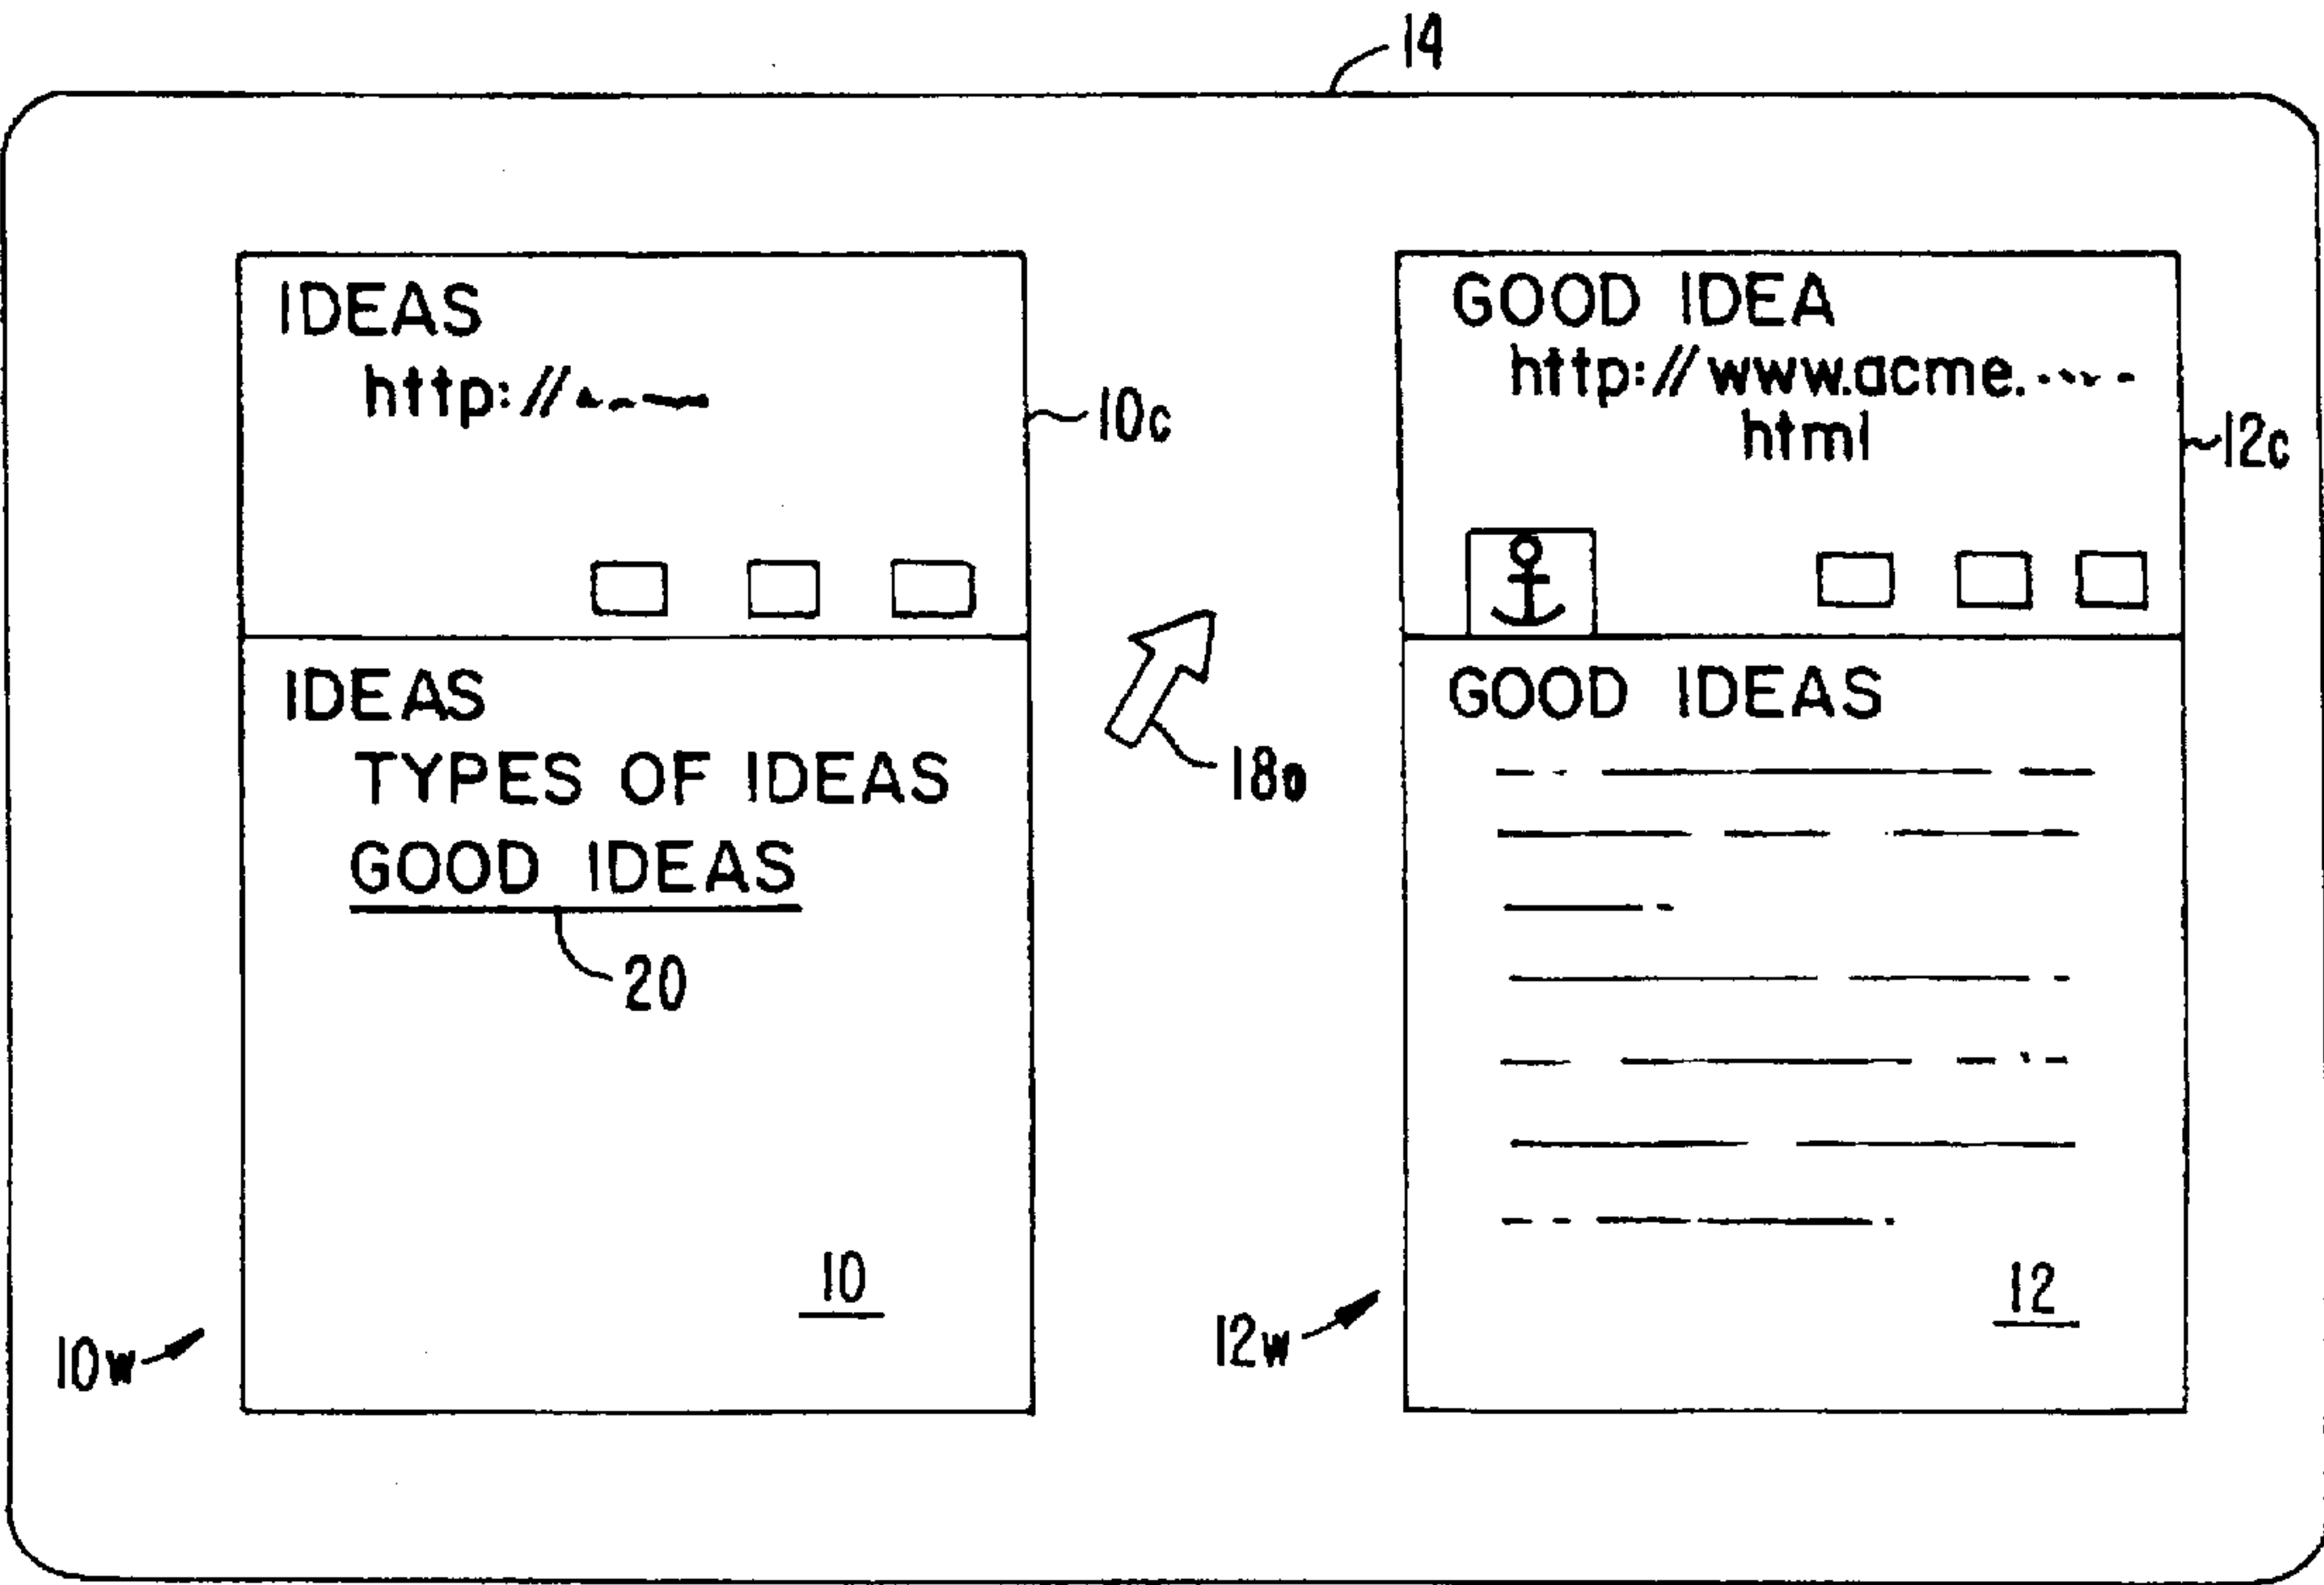 14
IDEAS
http://
10c
IDEAS
TYPES OF IDEAS
GOOD IDEAS
20
10
10w
18o
GOOD IDEA
http://www.acme.
html
12c
GOOD IDEAS
12
12w